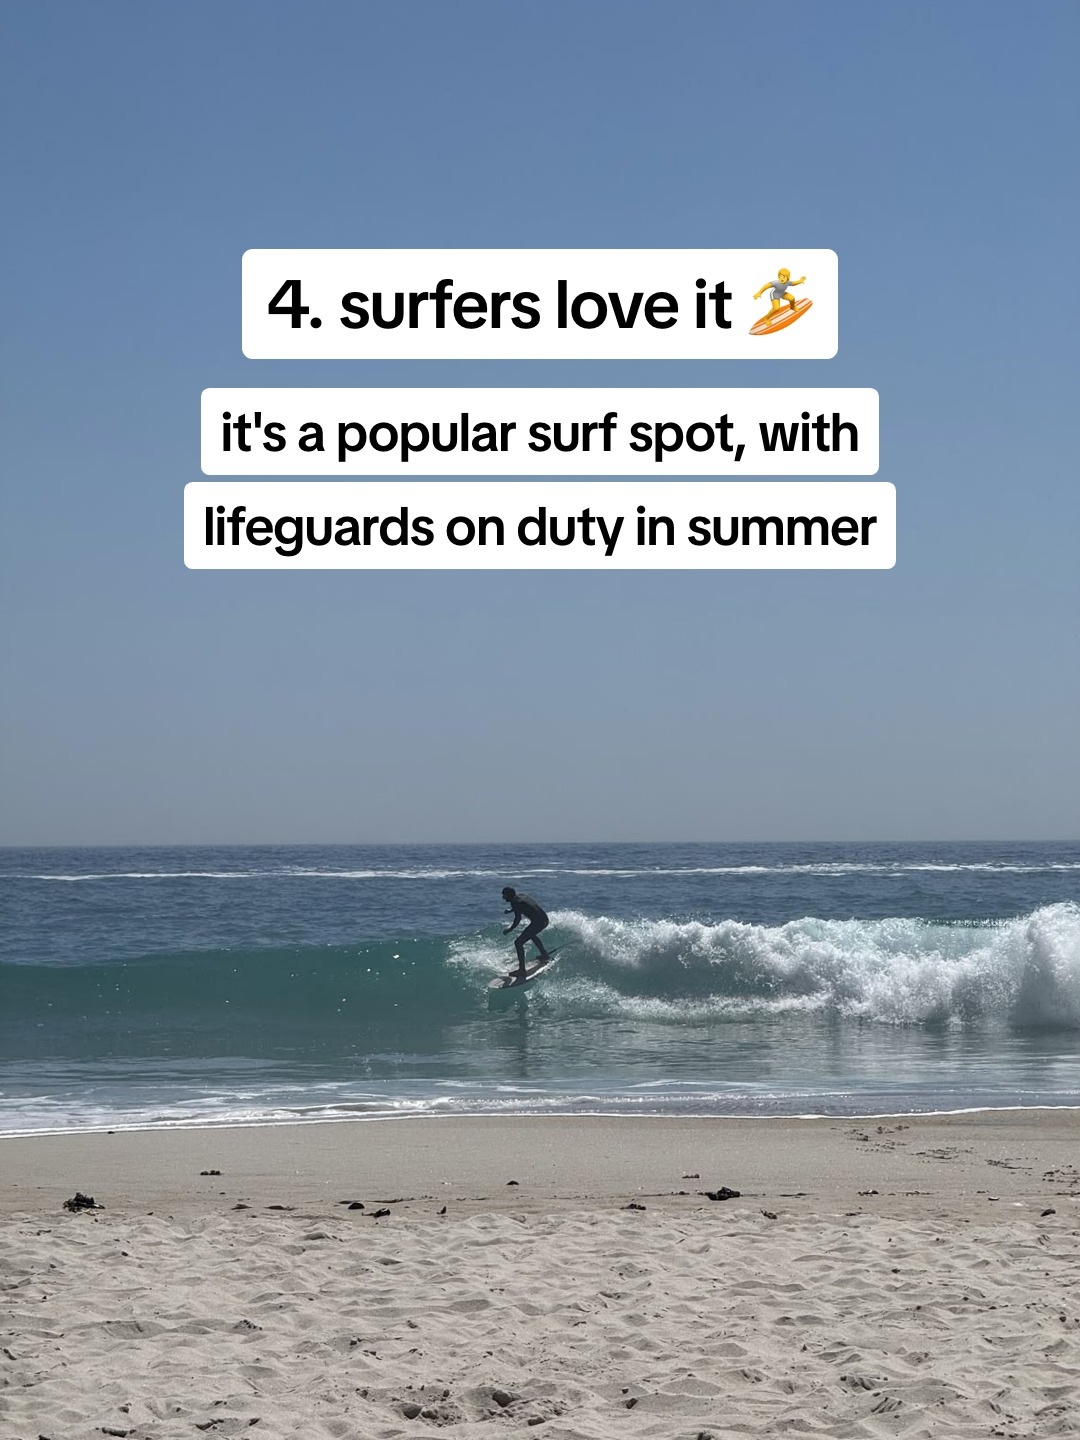 4. surfers love it 🏄
it's a popular surf spot, with
lifeguards on duty in summer